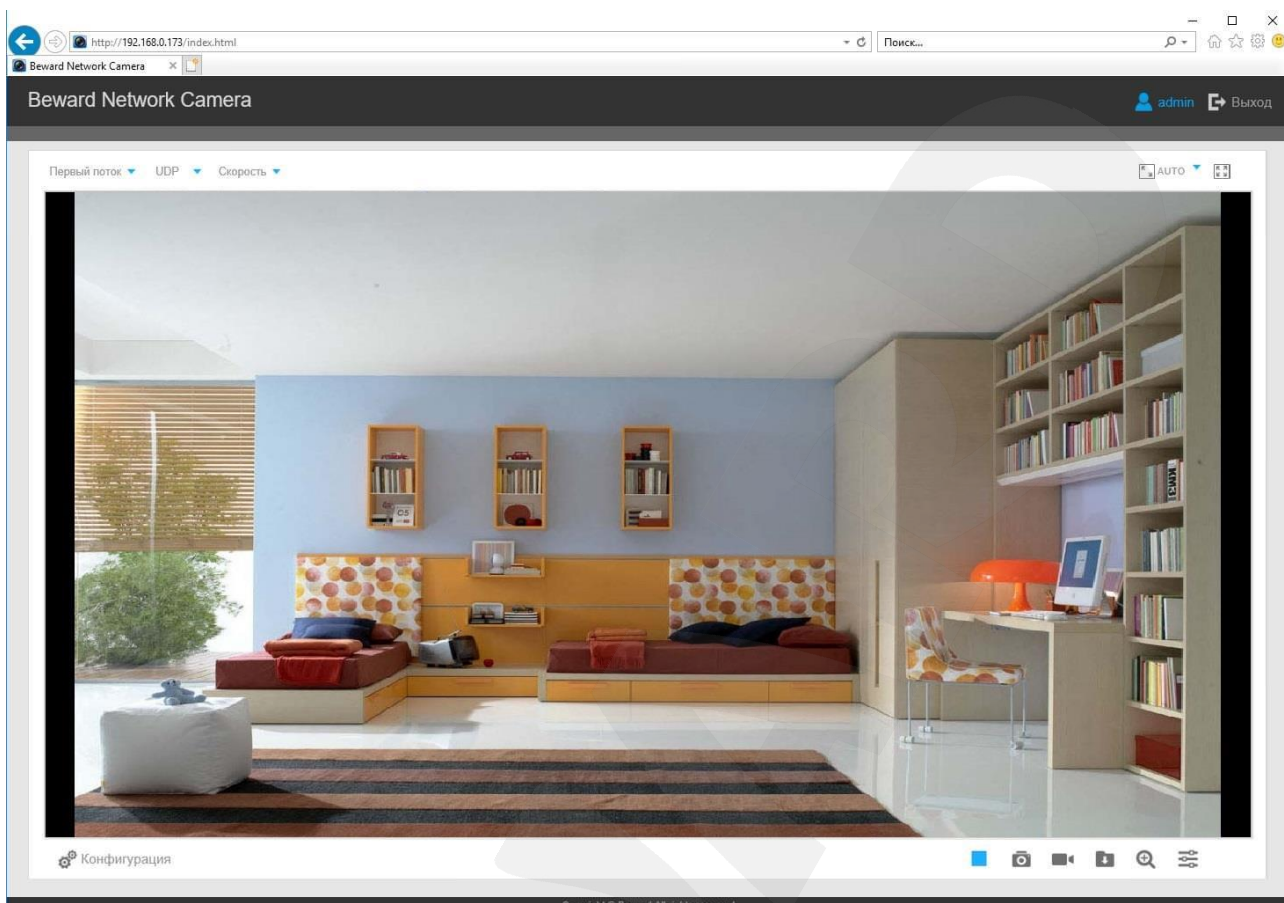 http://192.168.0.173/index.html
Поиск...
Beward Network Camera
Beward Network Camera
admin
Выход
Первый поток
UDP
Скорость
AUTO
Конфигурация